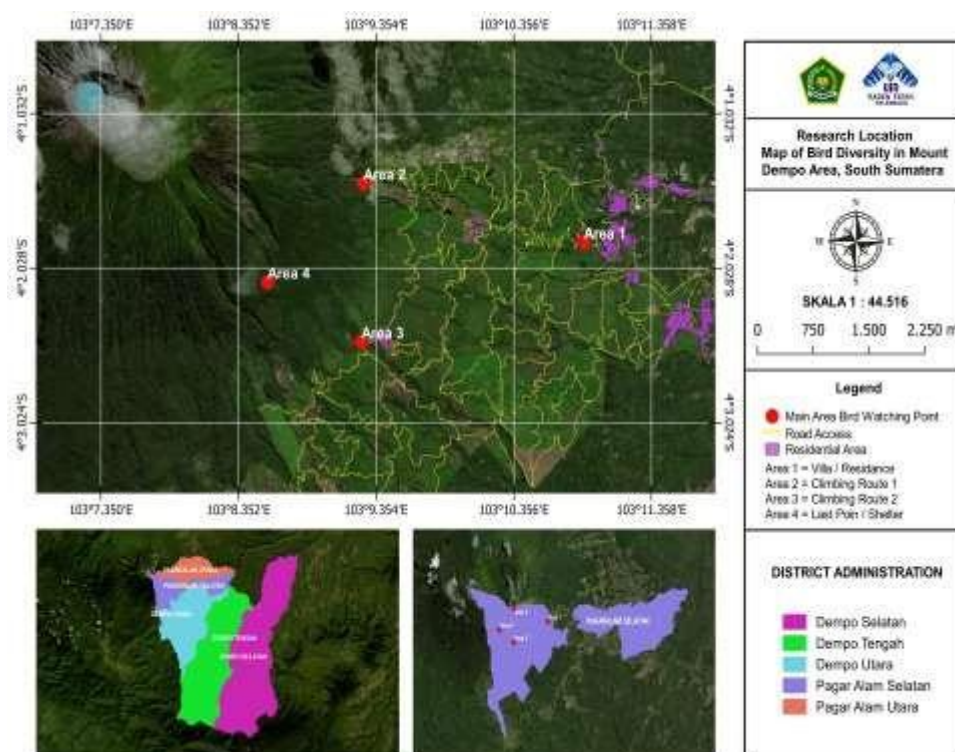 103°7.350'E 103°8.352'E 103°9.354'E 103°10.356'E 103°11.358'E
4°1.032'S
4°2.028'S
4°3.024'S
Area 2
Area 1
Area 4
Area 3
4°1.032'S
4°2.028'S
4°3.024'S
103°7.350'E 103°8.352'E 103°9.354'E 103°10.356'E 103°11.358'E
RADEN FATAH
Research Location
Map of Bird Diversity in Mount
Dempo Area, South Sumatera
N
W E
S
SKALA 1 : 44.516
0 750 1.500 2.250 m
Legend
Main Area Bird Watching Point
Road Access
Residential Area
Area 1 = Villa / Residance
Area 2 = Climbing Route 1
Area 3 = Climbing Route 2
Area 4 = Last Poin / Shelter
DISTRICT ADMINISTRATION
Dempo Selatan
Dempo Tengah
Dempo Utara
Pagar Alam Selatan
Pagar Alam Utara